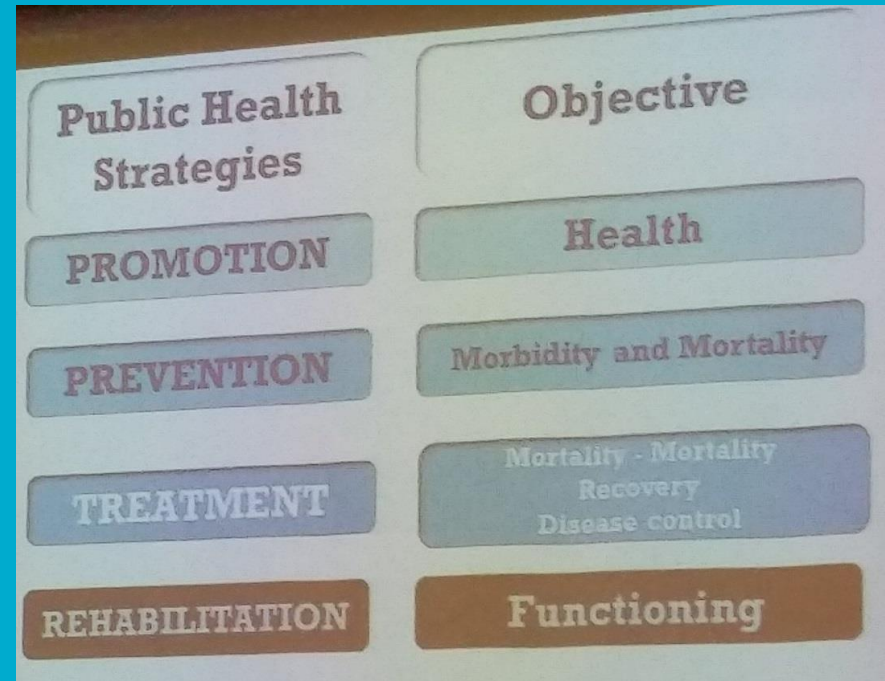 Public Health
Strategies
Objective
PROMOTION
Health
PREVENTION
Morbidity and Mortality
TREATMENT
Mortality - Mortality
Recovery
Disease control
REHABILITATION
Functioning